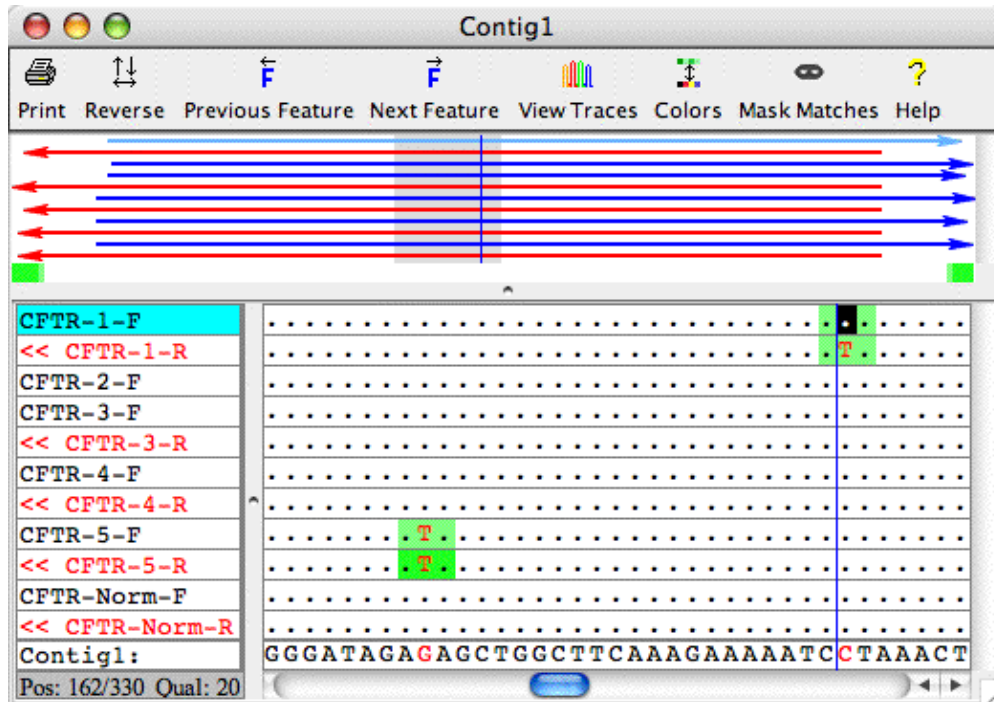 Contig1
Print Reverse Previous Feature Next Feature View Traces Colors Mask Matches Help
CFTR-1-F .....................................
<< CFTR-1-R ..............................T......
CFTR-2-F .....................................
CFTR-3-F .....................................
<< CFTR-3-R .....................................
CFTR-4-F .....................................
<< CFTR-4-R .....................................
CFTR-5-F ........T............................
<< CFTR-5-R ........T............................
CFTR-Norm-F .....................................
<< CFTR-Norm-R .....................................
Contig1: GGGATAGAGAGCTGGCTTCAAAGAAAAATCCTAAACT
Pos: 162/330 Qual: 20